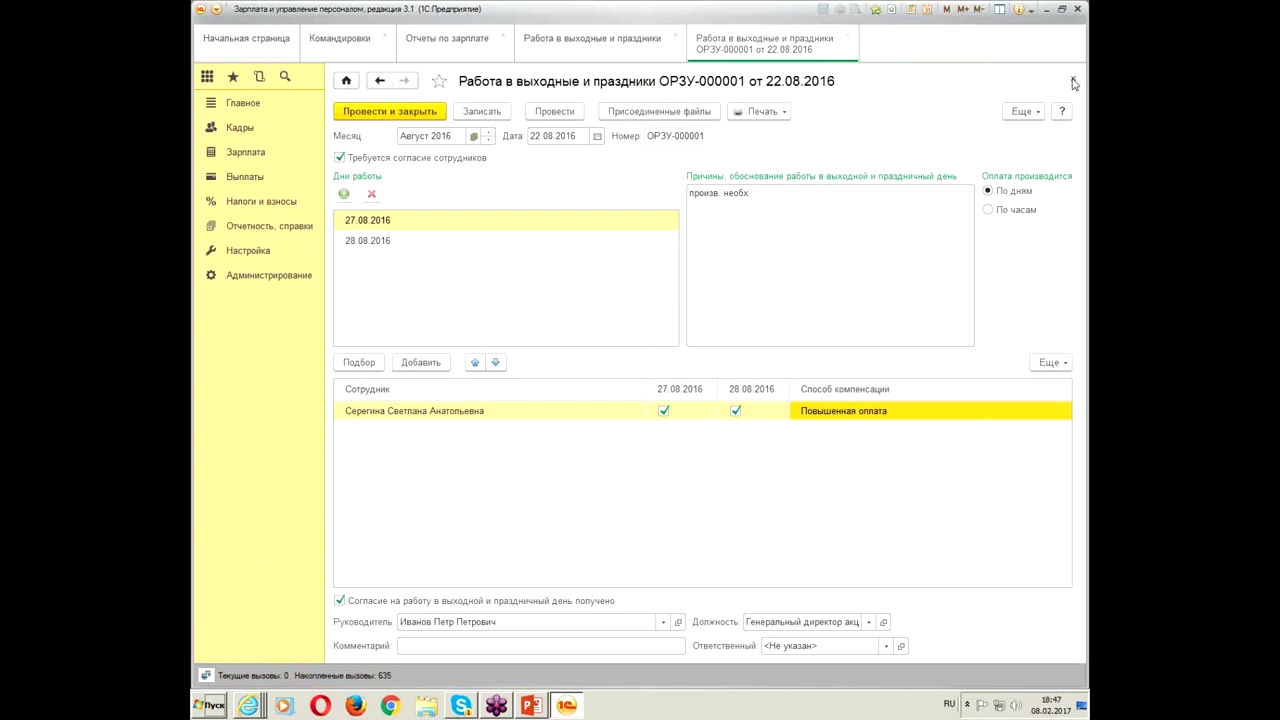 Зарплата и управление персоналом, редакция 3.1 (1С:Предприятие)
M M+ M-
Начальная страница
Командировки
Отчеты по зарплате
Работа в выходные и праздники
Работа в выходные и праздники ОРЗУ-000001 от 22.08.2016
Главное
Кадры
Зарплата
Выплаты
Налоги и взносы
Отчетность, справки
Настройка
Администрирование
Работа в выходные и праздники ОРЗУ-000001 от 22.08.2016
Провести и закрыть
Записать
Провести
Присоединенные файлы
Печать
Еще
?
Месяц: Август 2016 Дата 22 08 2016 Номер: ОРЗУ-000001
Требуется согласие сотрудников
Дни работы
27.08.2016
28.08.2016
Причины, обоснование работы в выходной и праздничный день
произв. необх
Оплата производится
По дням
По часам
Подбор
Добавить
Еще
Сотрудник 27.08.2016 28.08.2016 Способ компенсации
Серегина Светлана Анатольевна Повышенная оплата
Согласие на работу в выходной и праздничный день получено
Руководитель: Иванов Петр Петрович Должность: Генеральный директор акц
Комментарий: Ответственный: <Не указан>
Текущие вызовы: 0 Накопленные вызовы: 635
Пуск
RU
18:47
08.02.2017